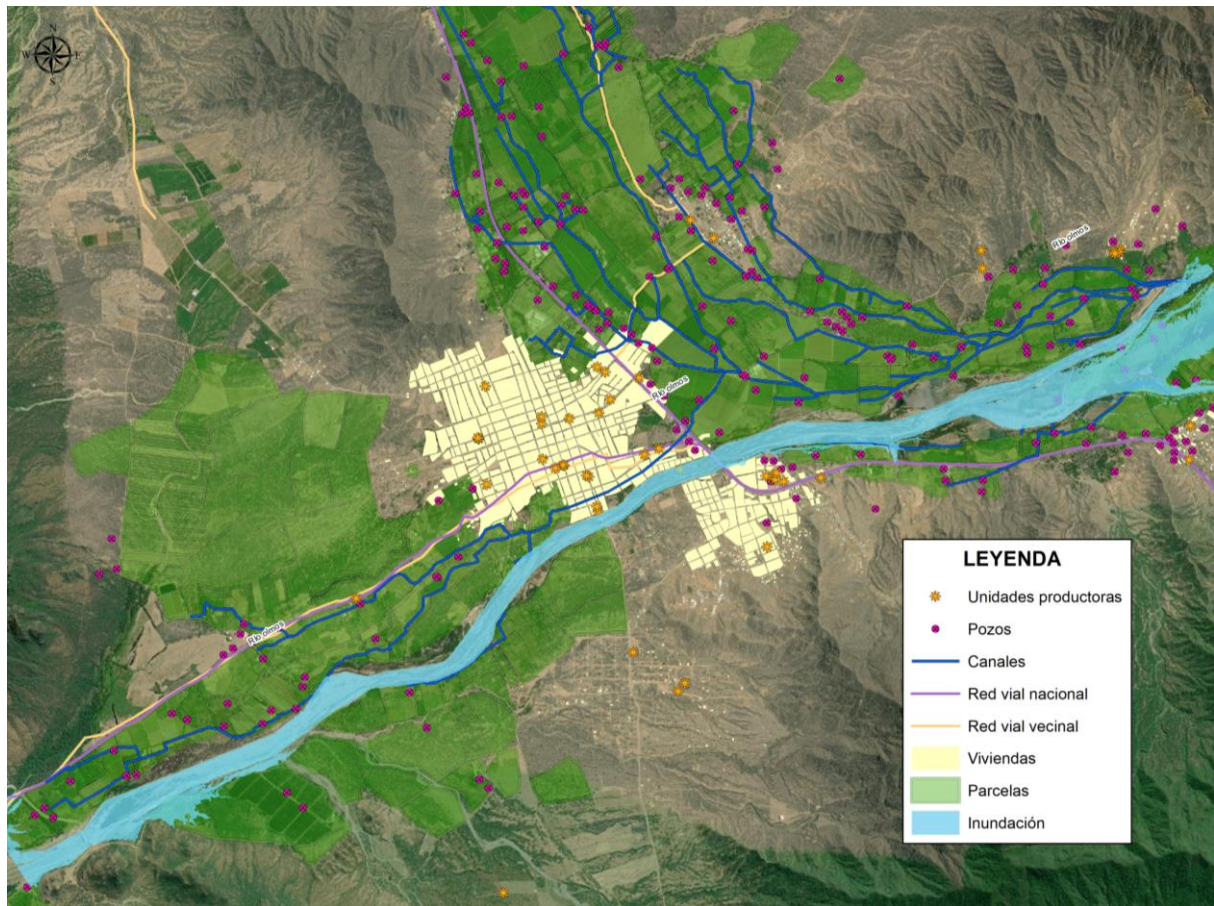 N
W E
S
Río olmos
Río olmos
Río olmos
LEYENDA
Unidades productoras
Pozos
Canales
Red vial nacional
Red vial vecinal
Viviendas
Parcelas
Inundación